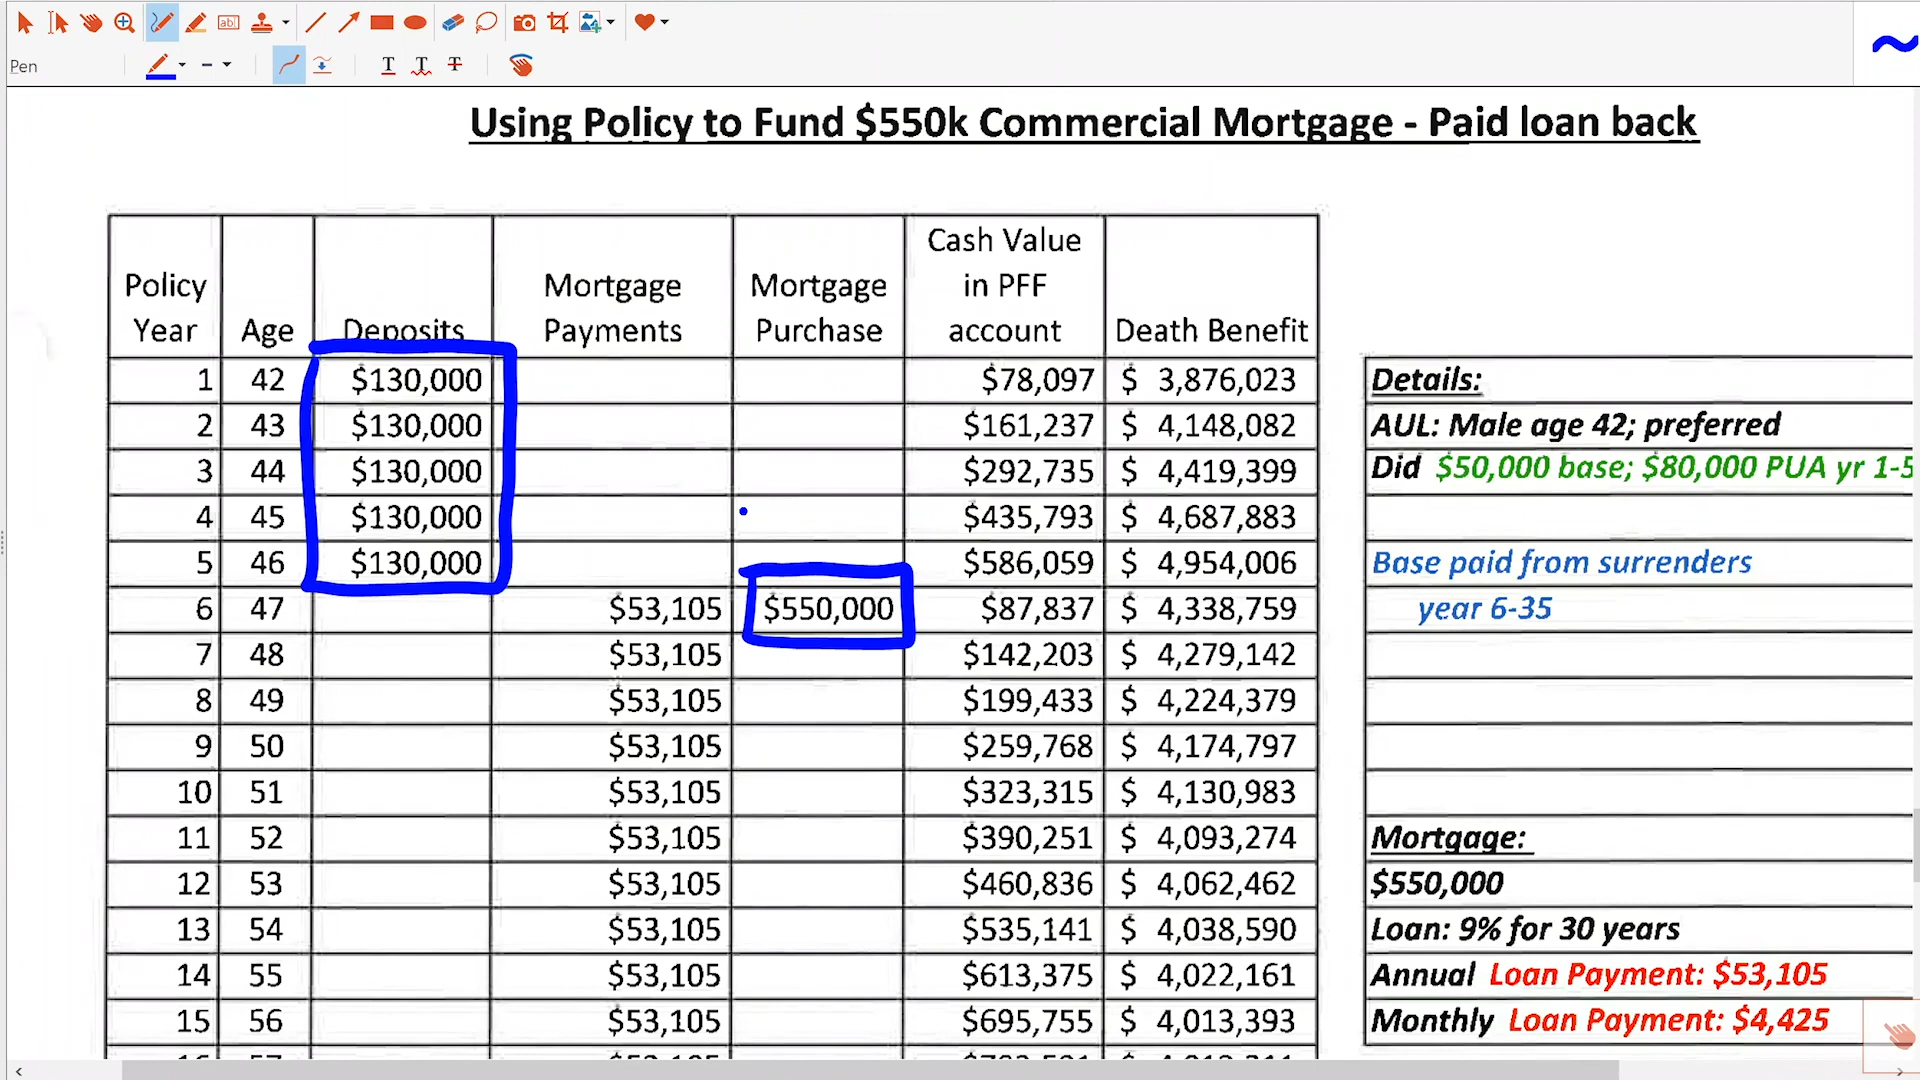 Pen
Using Policy to Fund $550k Commercial Mortgage - Paid loan back
Policy Year Age Deposits Mortgage Payments Mortgage Purchase Cash Value in PFF account Death Benefit
1 42 $130,000 $78,097 $ 3,876,023
2 43 $130,000 $161,237 $ 4,148,082
3 44 $130,000 $292,735 $ 4,419,399
4 45 $130,000 $435,793 $ 4,687,883
5 46 $130,000 $586,059 $ 4,954,006
6 47 $53,105 $550,000 $87,837 $ 4,338,759
7 48 $53,105 $142,203 $ 4,279,142
8 49 $53,105 $199,433 $ 4,224,379
9 50 $53,105 $259,768 $ 4,174,797
10 51 $53,105 $323,315 $ 4,130,983
11 52 $53,105 $390,251 $ 4,093,274
12 53 $53,105 $460,836 $ 4,062,462
13 54 $53,105 $535,141 $ 4,038,590
14 55 $53,105 $613,375 $ 4,022,161
15 56 $53,105 $695,755 $ 4,013,393
Details:
AUL: Male age 42; preferred
Did $50,000 base; $80,000 PUA yr 1-5
Base paid from surrenders
year 6-35
Mortgage:
$550,000
Loan: 9% for 30 years
Annual Loan Payment: $53,105
Monthly Loan Payment: $4,425